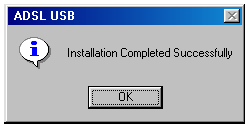 ADSL USB
Installation Completed Successfully
OK